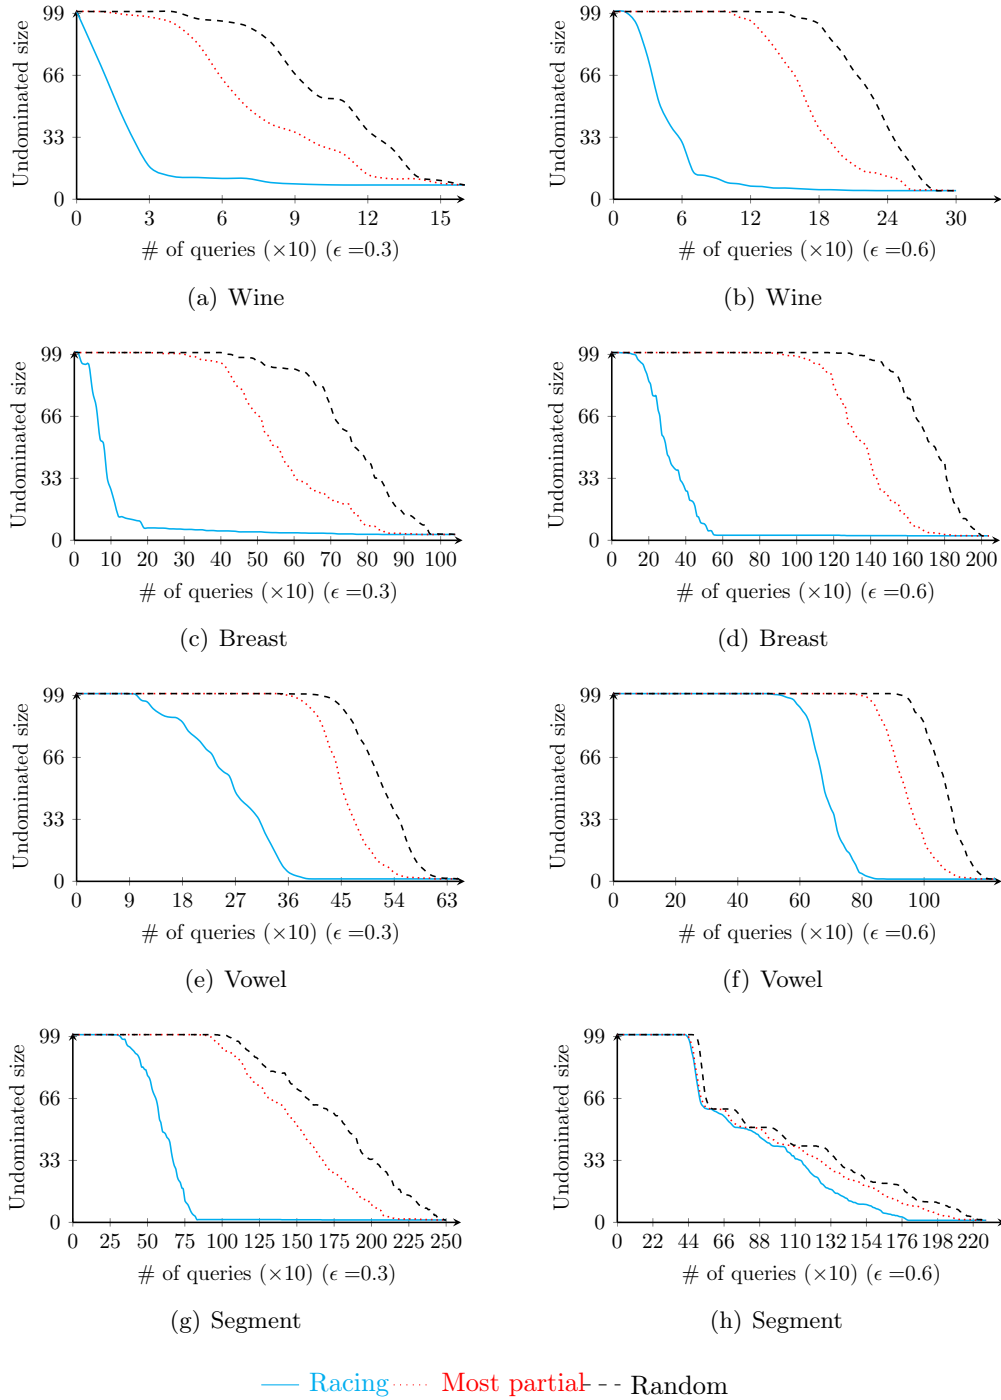 99
66
33
0
Undominated size
0 3 6 9 12 15
# of queries (×10) (ϵ =0.3)
(a) Wine
99
66
33
0
Undominated size
0 6 12 18 24 30
# of queries (×10) (ϵ =0.6)
(b) Wine
99
66
33
0
Undominated size
0 10 20 30 40 50 60 70 80 90 100
# of queries (×10) (ϵ =0.3)
(c) Breast
99
66
33
0
Undominated size
0 20 40 60 80 100 120 140 160 180 200
# of queries (×10) (ϵ =0.6)
(d) Breast
99
66
33
0
Undominated size
0 9 18 27 36 45 54 63
# of queries (×10) (ϵ =0.3)
(e) Vowel
99
66
33
0
Undominated size
0 20 40 60 80 100
# of queries (×10) (ϵ =0.6)
(f) Vowel
99
66
33
0
Undominated size
0 25 50 75 100 125 150 175 200 225 250
# of queries (×10) (ϵ =0.3)
(g) Segment
99
66
33
0
Undominated size
0 22 44 66 88 110 132 154 176 198 220
# of queries (×10) (ϵ =0.6)
(h) Segment
Racing Most partial Random